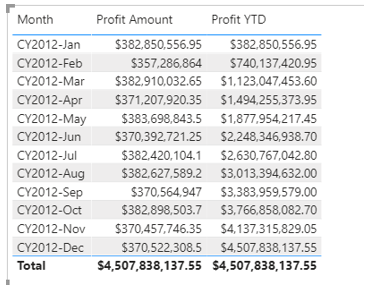 Month Profit Amount Profit YTD
CY2012-Jan $382,850,556.95 $382,850,556.95
CY2012-Feb $357,286,864 $740,137,420.95
CY2012-Mar $382,910,032.65 $1,123,047,453.60
CY2012-Apr $371,207,920.35 $1,494,255,373.95
CY2012-May $383,698,843.5 $1,877,954,217.45
CY2012-Jun $370,392,721.25 $2,248,346,938.70
CY2012-Jul $382,420,104.1 $2,630,767,042.80
CY2012-Aug $382,627,589.2 $3,013,394,632.00
CY2012-Sep $370,564,947 $3,383,959,579.00
CY2012-Oct $382,898,503.7 $3,766,858,082.70
CY2012-Nov $370,457,746.35 $4,137,315,829.05
CY2012-Dec $370,522,308.5 $4,507,838,137.55
Total $4,507,838,137.55 $4,507,838,137.55